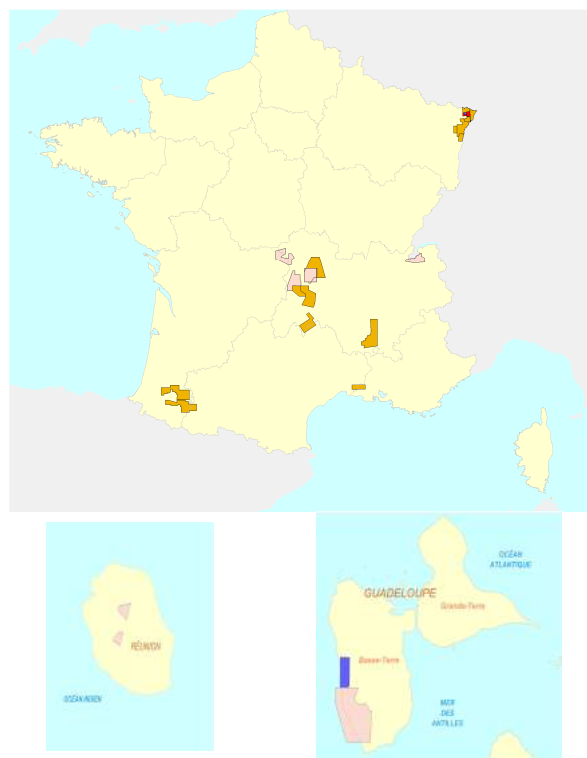 OCÉAN
ATLANTIQUE
GUADELOUPE
Grande-Terre
RÉUNION
Basse-Terre
OCÉAN INDIEN
MER
DES
ANTILLES